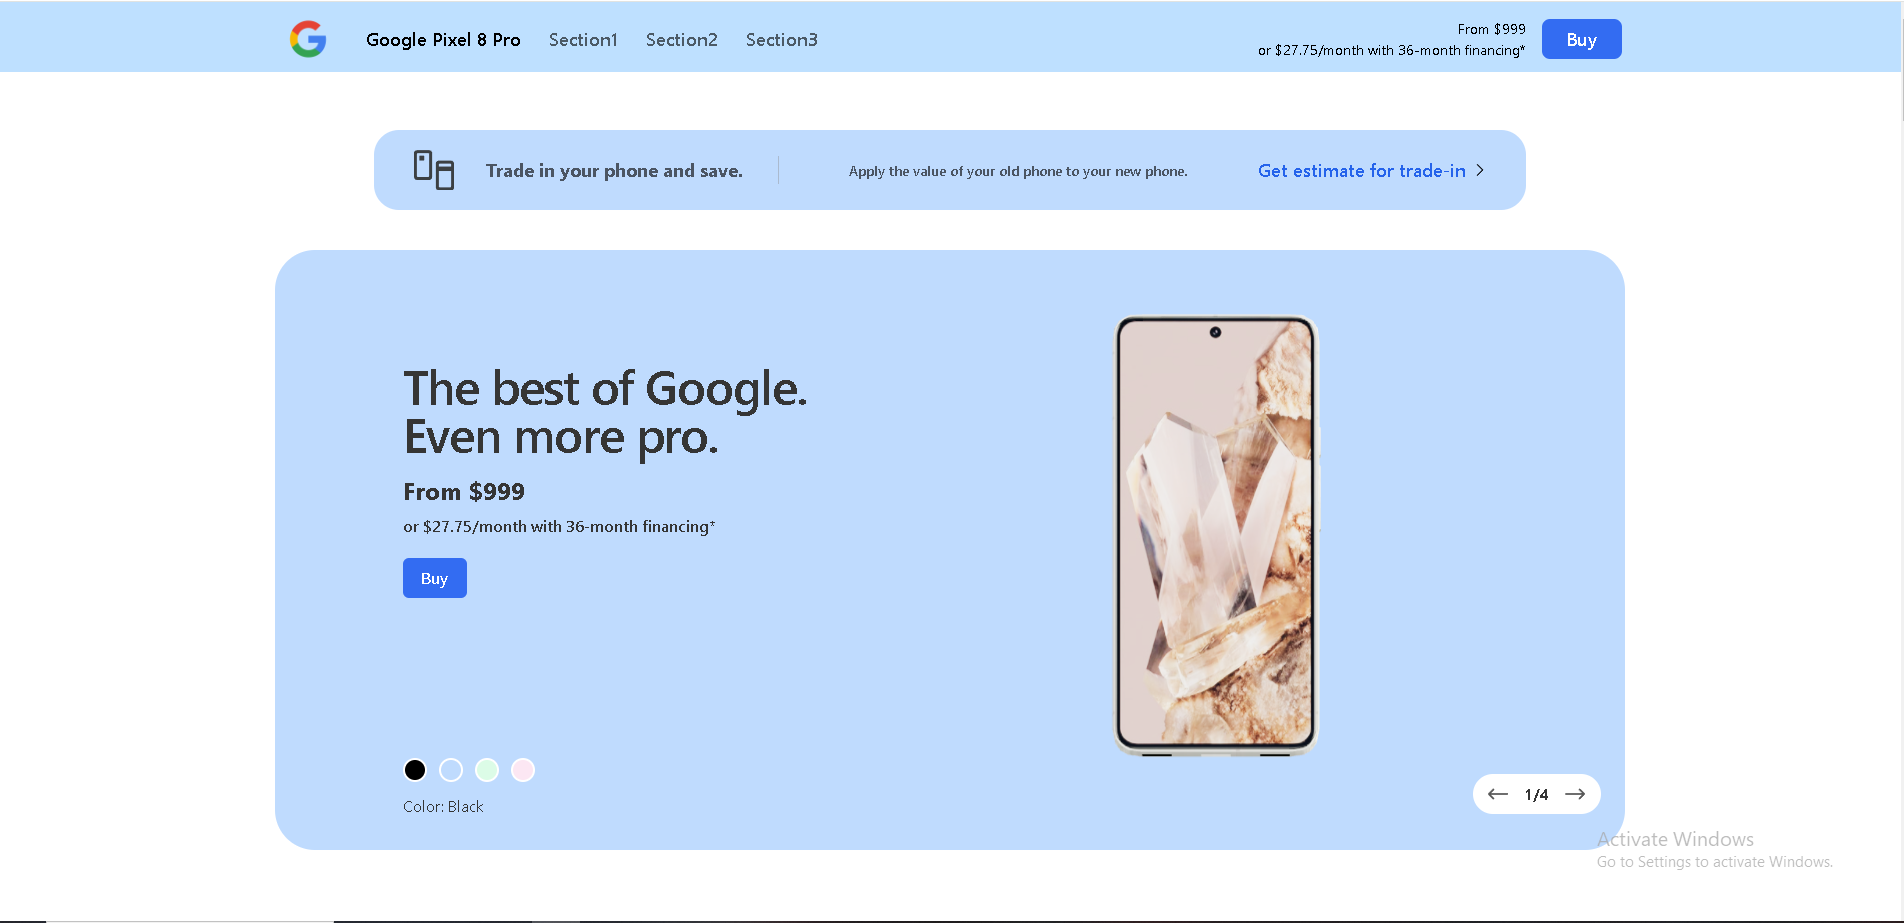 Google Pixel 8 Pro Section1 Section2 Section3
From $999
or $27.75/month with 36-month financing*
Buy
Trade in your phone and save.
Apply the value of your old phone to your new phone.
Get estimate for trade-in
The best of Google.
Even more pro.
From $999
or $27.75/month with 36-month financing*
Buy
Color: Black
1/4
Activate Windows
Go to Settings to activate Windows.